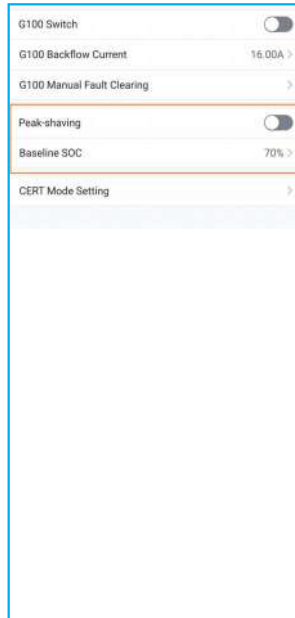 G100 Switch
G100 Backflow Current 16.00A >
G100 Manual Fault Clearing >
Peak-shaving
Baseline SOC 70% >
CERT Mode Setting >